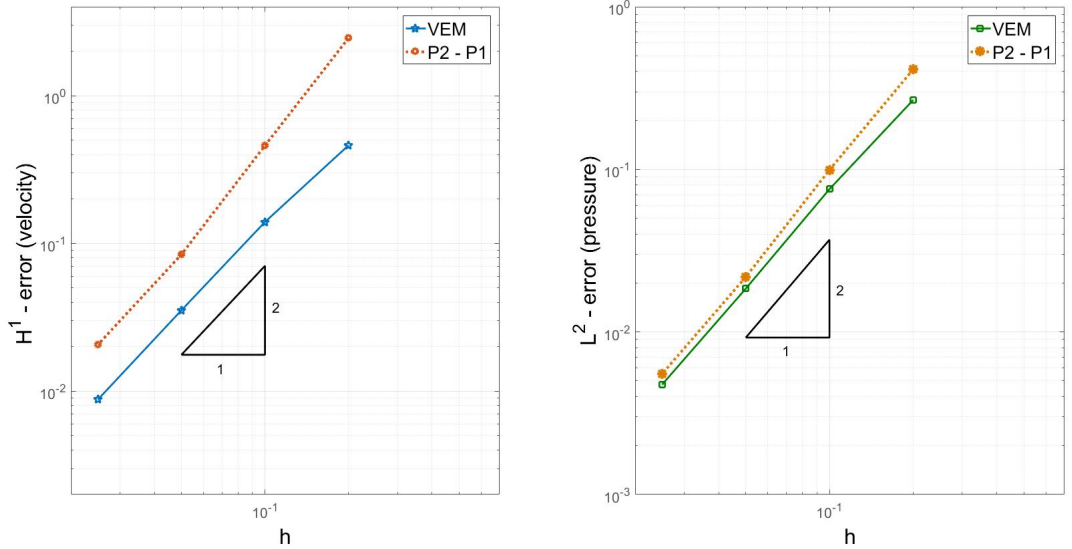 VEM
P2 - P1
10^0
10^-1
10^-2
H^1 - error (velocity)
2
1
10^-1
h
VEM
P2 - P1
10^0
10^-1
10^-2
10^-3
L^2 - error (pressure)
2
1
10^-1
h